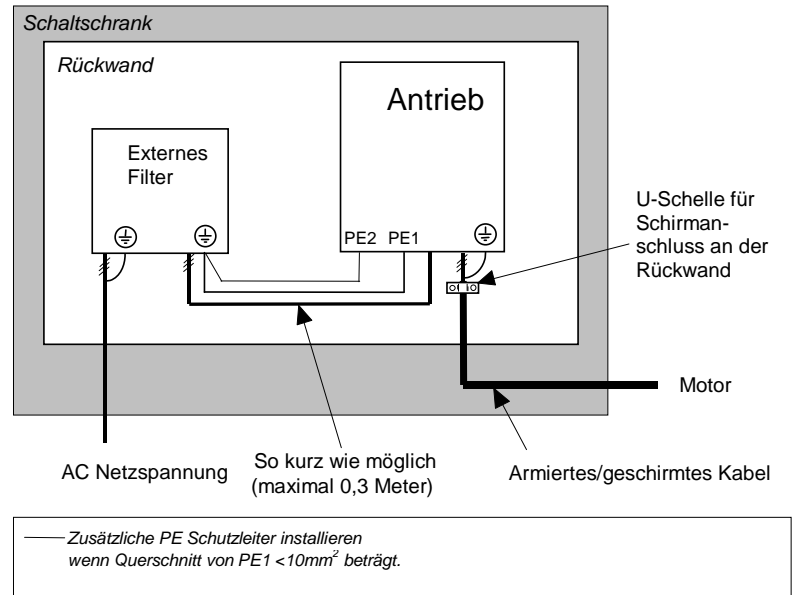 Schaltschrank
Rückwand
Antrieb
Externes
Filter
PE2 PE1
U-Schelle für
Schirman-
schluss an der
Rückwand
Motor
AC Netzspannung
So kurz wie möglich
(maximal 0,3 Meter)
Armiertes/geschirmtes Kabel
Zusätzliche PE Schutzleiter installieren
wenn Querschnitt von PE1 <10mm² beträgt.